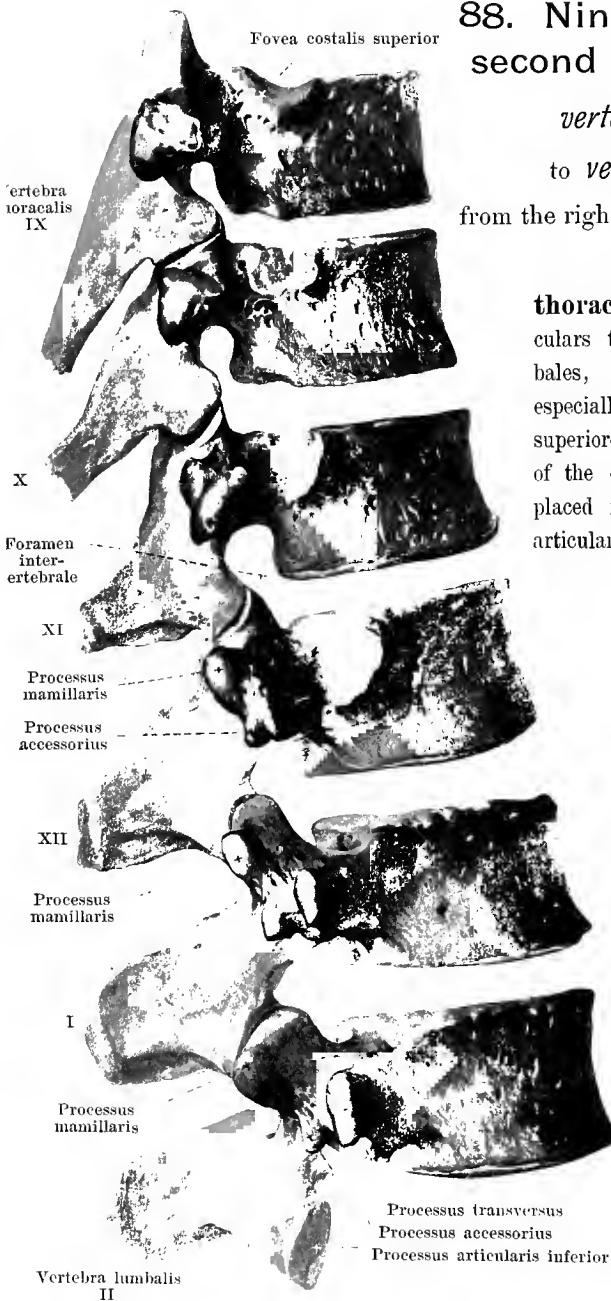 88. Nin
second
Fovea costalis superior
vert
to ve
from the righ
thorac
culars t
bales,
especiall
superior
of the
placed
articular
ertebra
horacalis
IX
X
Foramen
inter-
ertebrale
XI
Processus
mamillaris
Processus
accessorius
XII
Processus
mamillaris
I
Processus
mamillaris
Processus transversus
Processus accessorius
Processus articularis inferior
Vertebra lumbalis
II